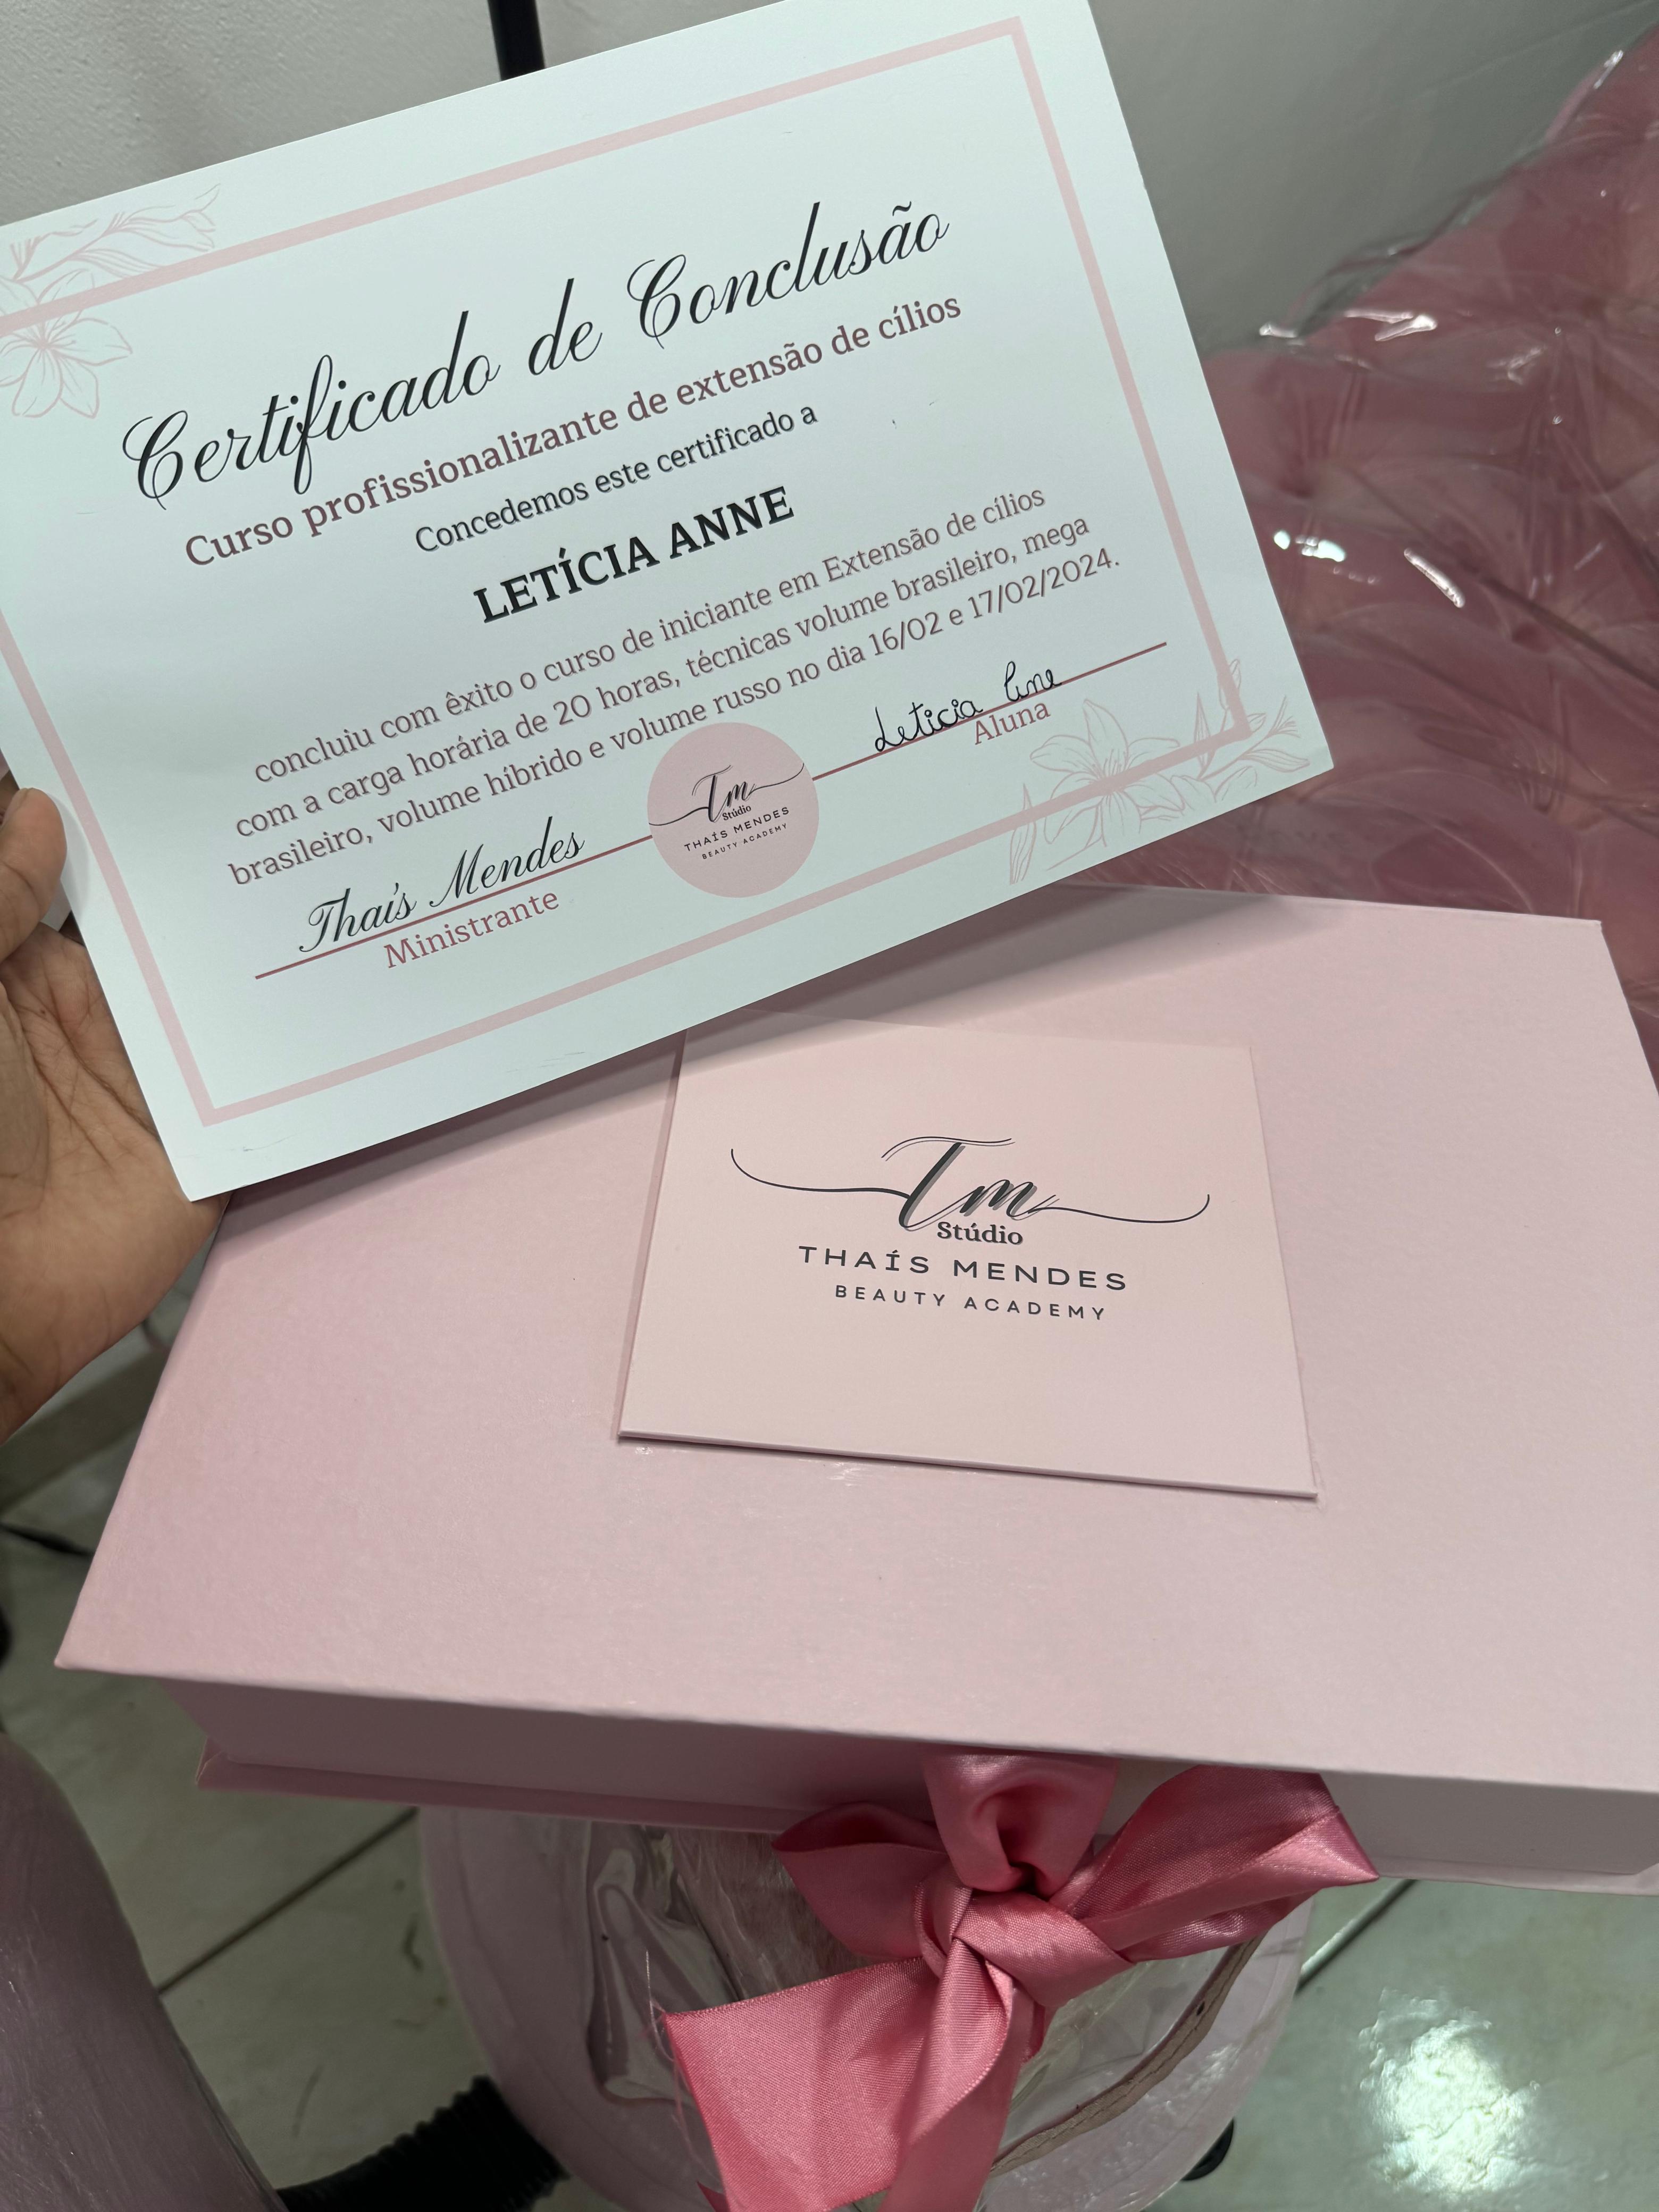 Certificado de Conclusão
Curso profissionalizante de extensão de cílios
Concedemos este certificado a
LETÍCIA ANNE
concluiu com êxito o curso de iniciante em Extensão de cílios
com a carga horária de 20 horas, técnicas volume brasileiro, mega
brasileiro, volume híbrido e volume russo no dia 16/02 e 17/02/2024.
Thaís Mendes
Ministrante
Tm
Stúdio
THAÍS MENDES
BEAUTY ACADEMY
Letícia Anne
Aluna
Tm
Stúdio
THAÍS MENDES
BEAUTY ACADEMY